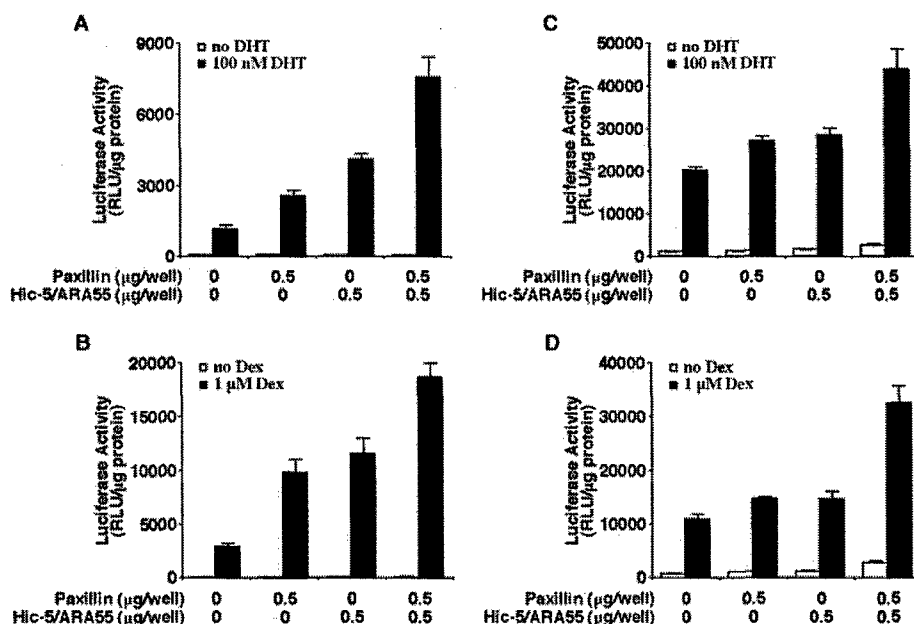 A
no DHT
100 nM DHT
Luciferase Activity
(RLU/µg protein)
9000
6000
3000
0
Paxillin (µg/well) 0 0.5 0 0.5
Hic-5/ARA55 (µg/well) 0 0 0.5 0.5
C
no DHT
100 nM DHT
Luciferase Activity
(RLU/µg protein)
50000
40000
30000
20000
10000
0
Paxillin (µg/well) 0 0.5 0 0.5
Hic-5/ARA55 (µg/well) 0 0 0.5 0.5
B
no Dex
1 µM Dex
Luciferase Activity
(RLU/µg protein)
20000
15000
10000
5000
0
Paxillin (µg/well) 0 0.5 0 0.5
Hic-5/ARA55 (µg/well) 0 0 0.5 0.5
D
no Dex
1 µM Dex
Luciferase Activity
(RLU/µg protein)
40000
30000
20000
10000
0
Paxillin (µg/well) 0 0.5 0 0.5
Hic-5/ARA55 (µg/well) 0 0 0.5 0.5